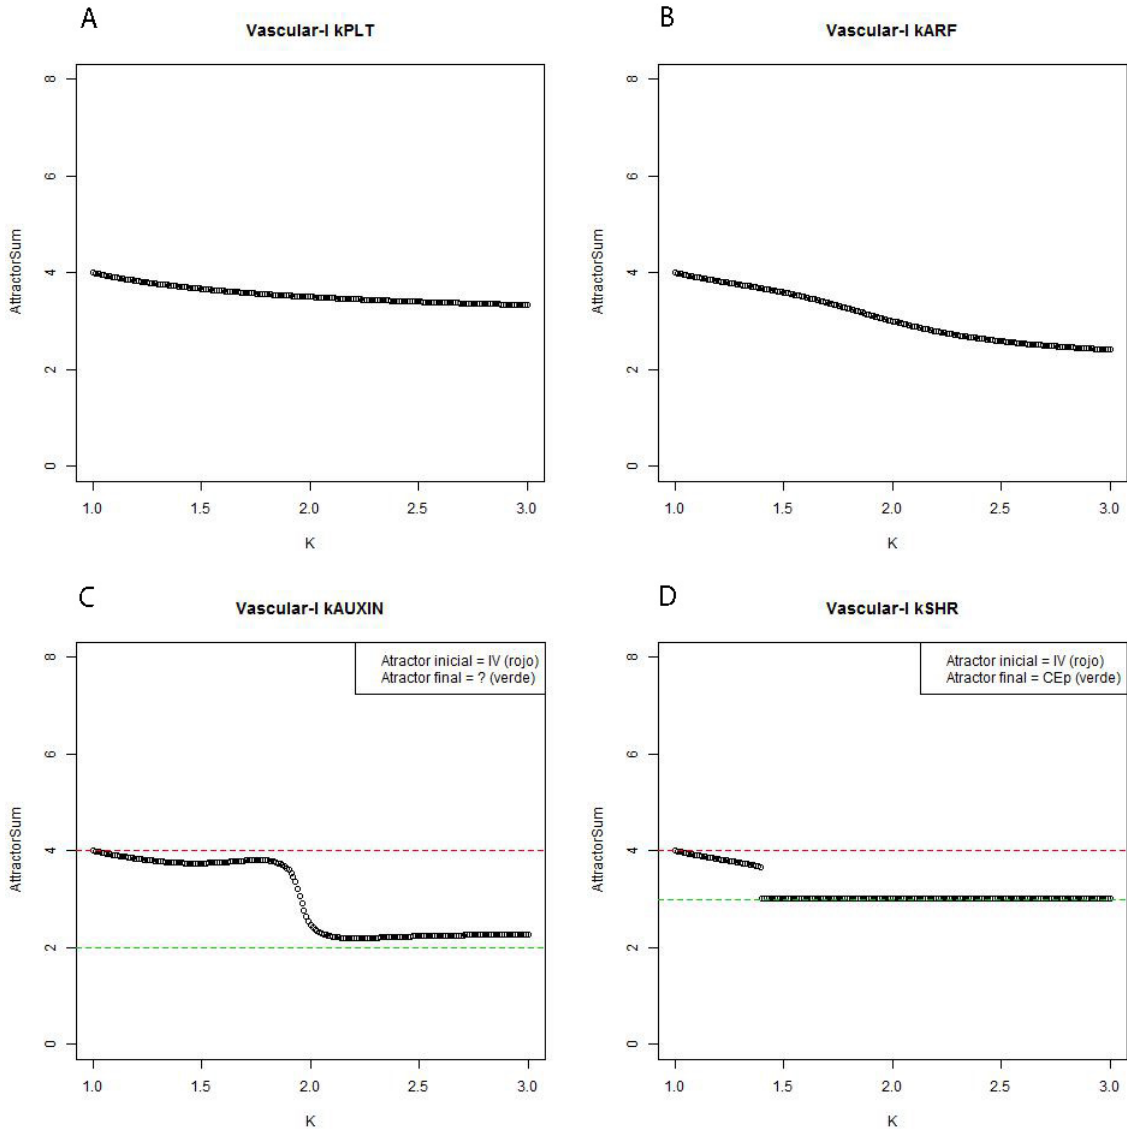 A
Vascular-I kPLT
AttractorSum
8
6
4
2
0
1.0 1.5 2.0 2.5 3.0
K
B
Vascular-I kARF
AttractorSum
8
6
4
2
0
1.0 1.5 2.0 2.5 3.0
K
C
Vascular-I kAUXIN
Atractor inicial = IV (rojo)
Atractor final = ? (verde)
AttractorSum
8
6
4
2
0
1.0 1.5 2.0 2.5 3.0
K
D
Vascular-I kSHR
Atractor inicial = IV (rojo)
Atractor final = CEp (verde)
AttractorSum
8
6
4
2
0
1.0 1.5 2.0 2.5 3.0
K